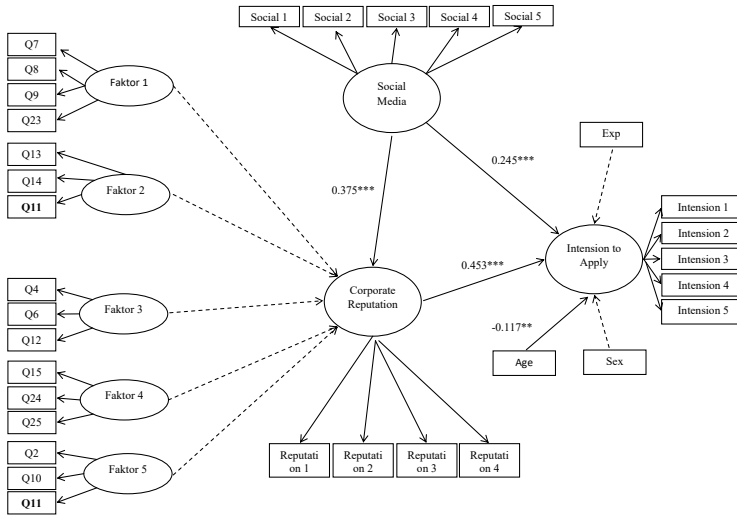 Social 1
Social 2
Social 3
Social 4
Social 5
Q7
Q8
Q9
Q23
Faktor 1
Social
Media
Exp
Q13
Q14
Q11
Faktor 2
0.375***
0.245***
Intension 1
Intension 2
Intension 3
Intension 4
Intension 5
Intension to
Apply
Corporate
Reputation
0.453***
Q4
Q6
Q12
Faktor 3
-0.117**
Age
Sex
Q15
Q24
Q25
Faktor 4
Q2
Q10
Q11
Faktor 5
Reputati
on 1
Reputati
on 2
Reputati
on 3
Reputati
on 4